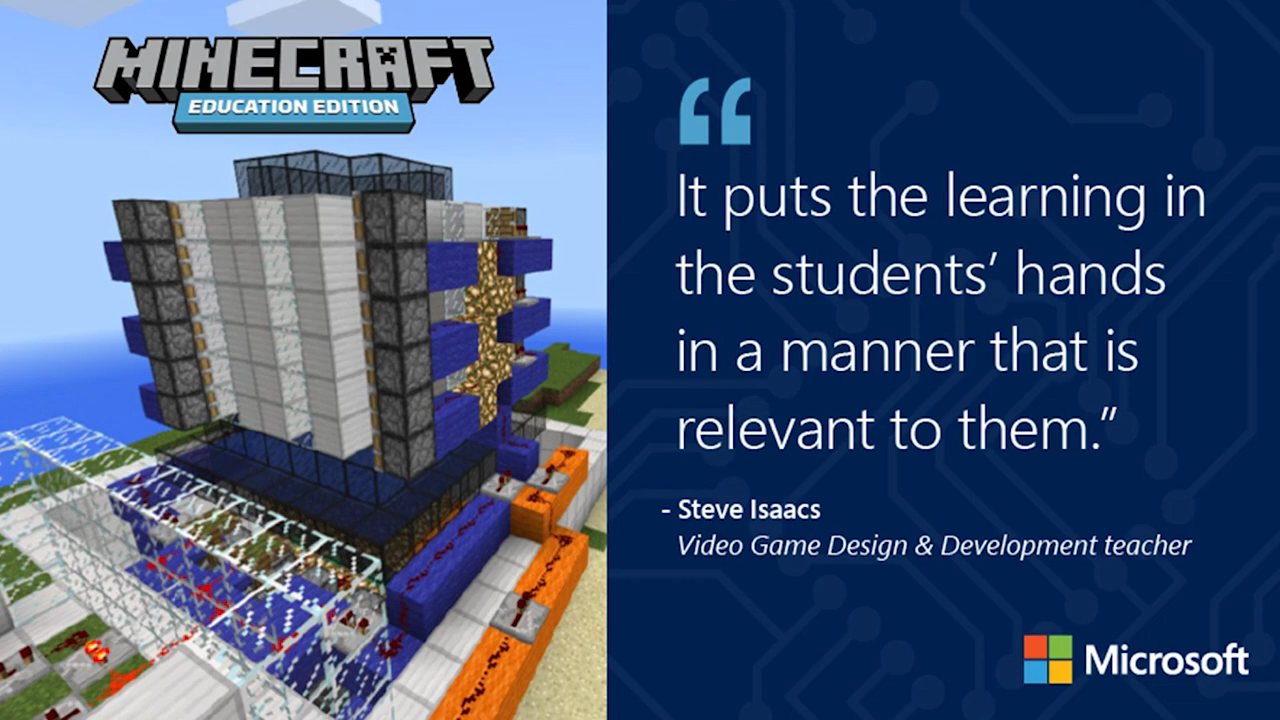 MINECRAFT
EDUCATION EDITION
“
It puts the learning in
the students’ hands
in a manner that is
relevant to them.”
- Steve Isaacs
Video Game Design & Development teacher
Microsoft